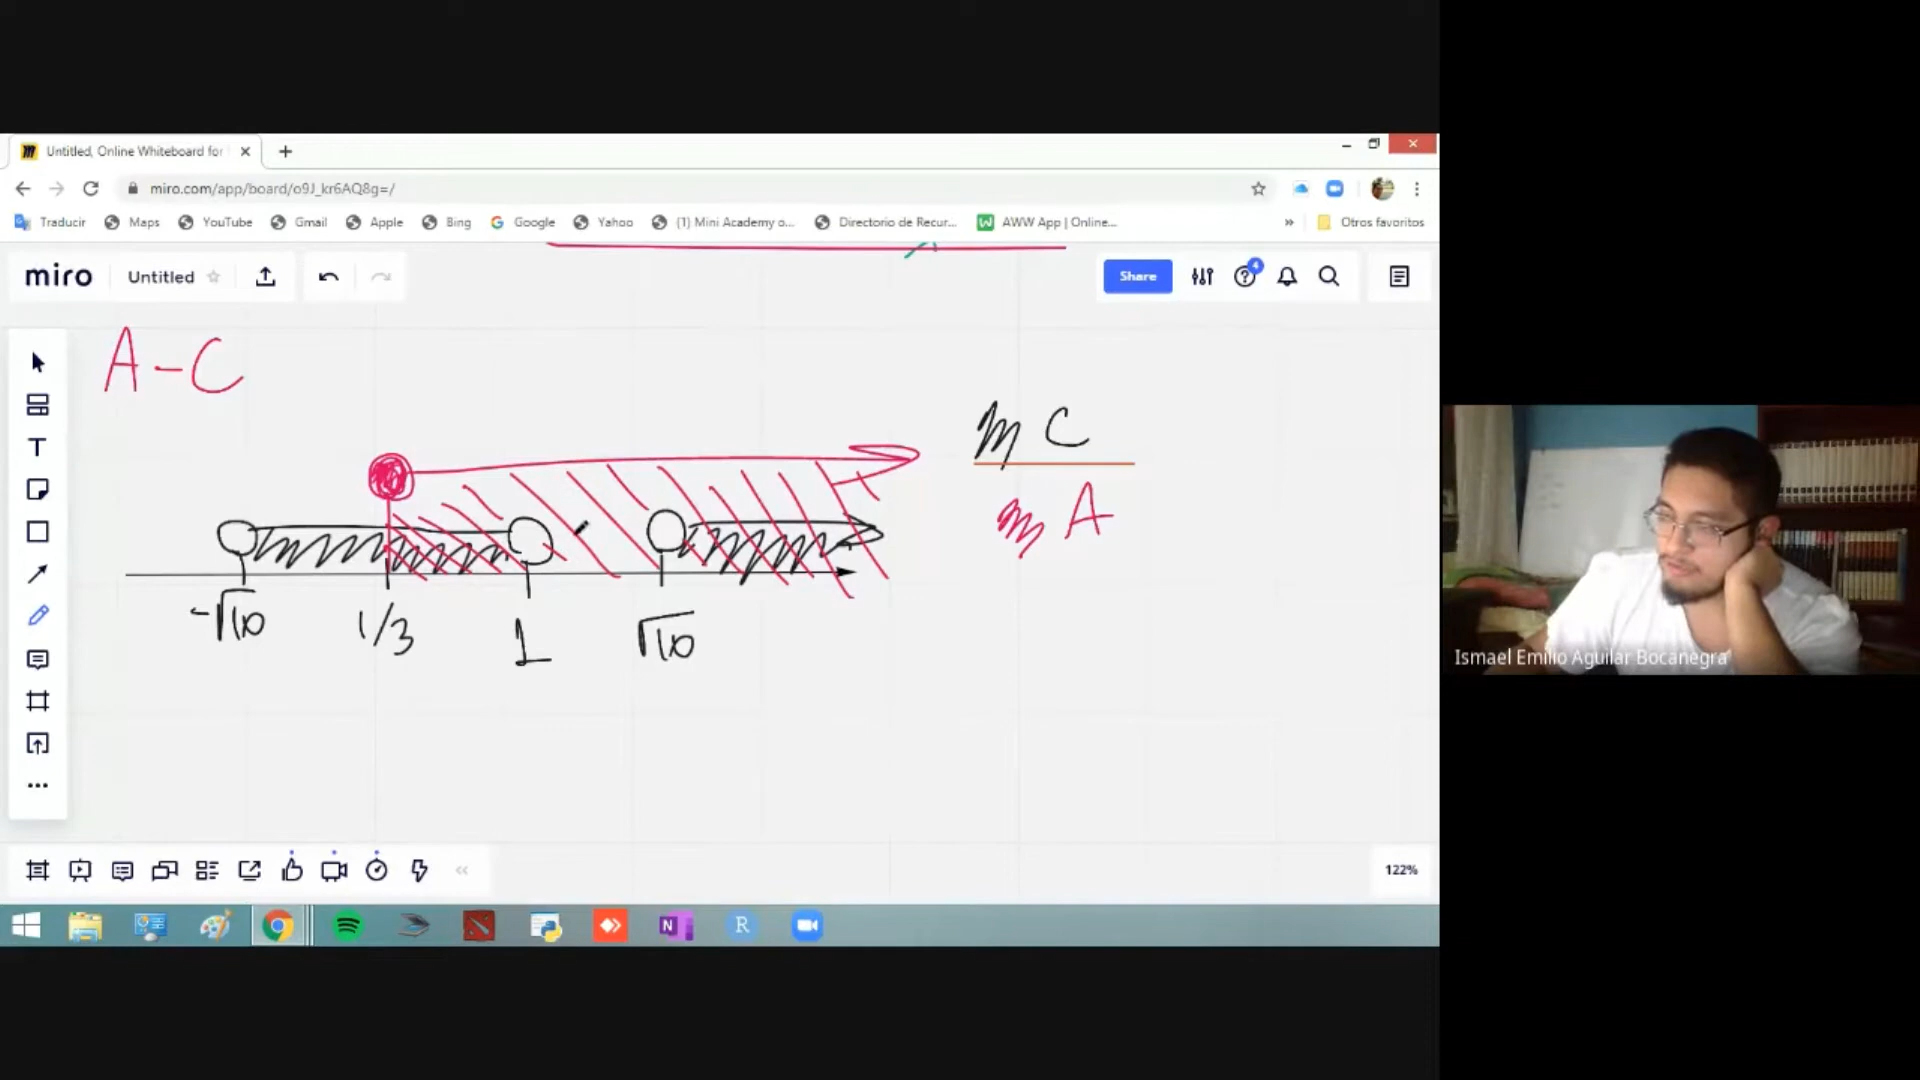 Untitled, Online Whiteboard for
miro.com/app/board/o9J_kr6AQ8g=/
Traducir Maps YouTube Gmail Apple Bing Google Yahoo (1) Mini Academy o... Directorio de Recur... AWW App | Online... » Otros favoritos
miro Untitled Share 4
A-C
C
A
-√10 1/3 1 √10
Ismael Emilio Aguilar Bocanegra
122%